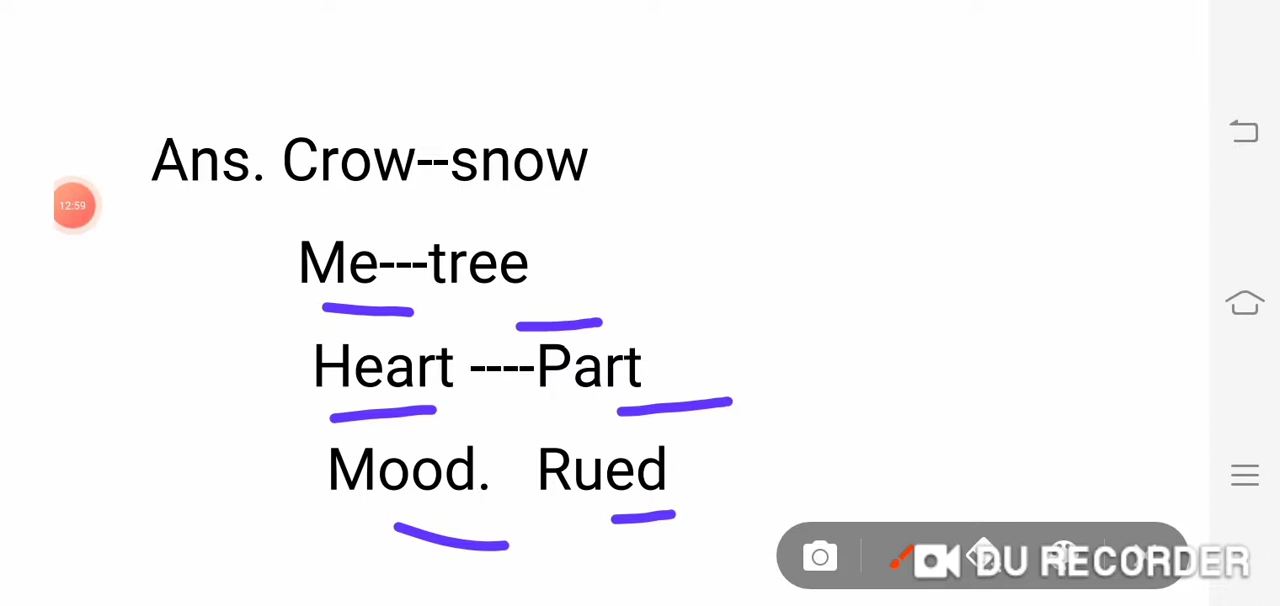 Ans. Crow--snow
12:59
Me---tree
Heart ----Part
Mood. Rued
DU RECORDER